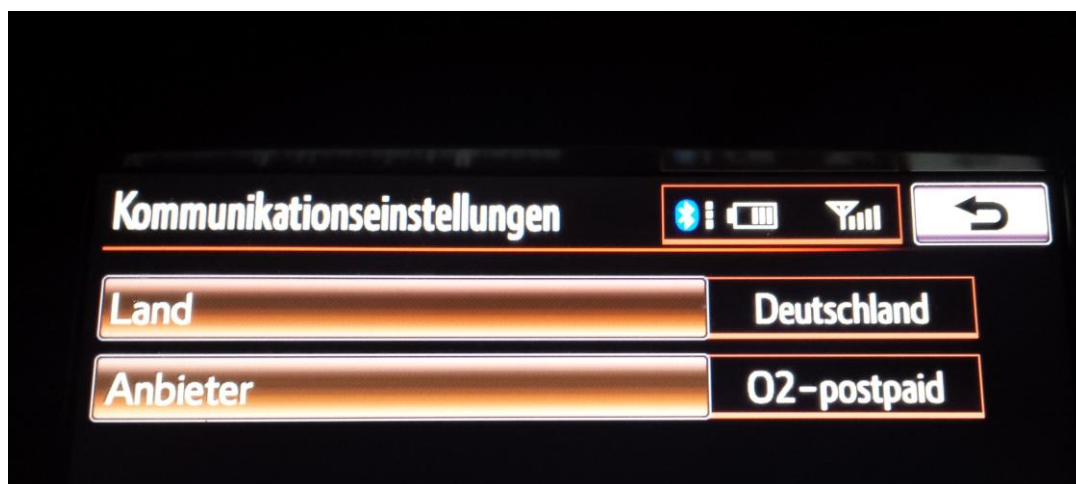 Kommunikationseinstellungen
Land
Deutschland
Anbieter
O2-postpaid